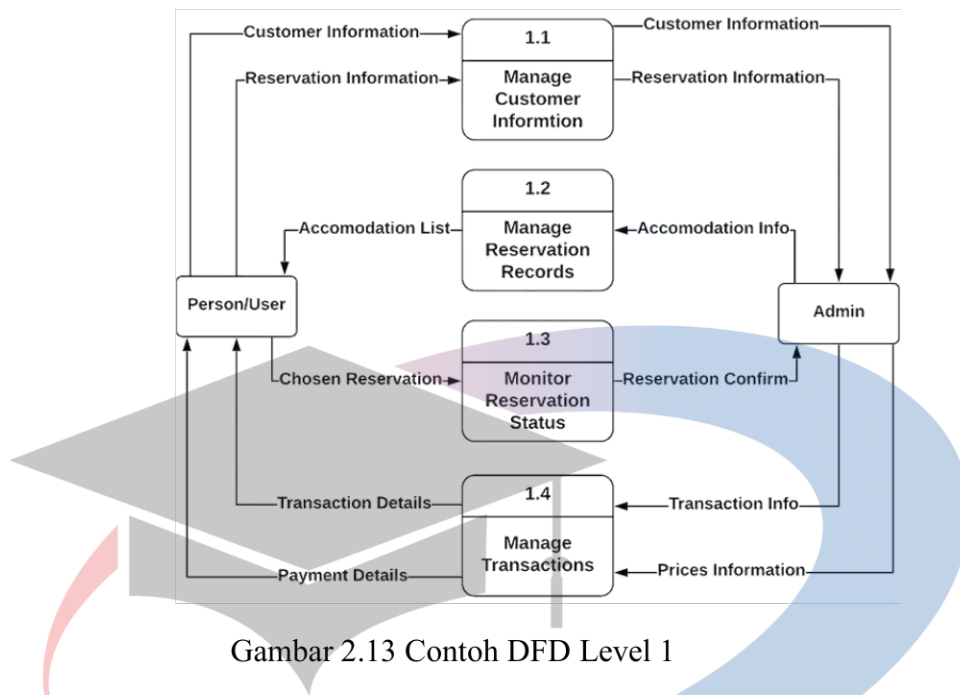 Customer Information
1.1
Customer Information
Reservation Information
Manage
Customer
Informtion
Reservation Information
1.2
Accomodation List
Manage
Reservation
Records
Accomodation Info
Person/User
Admin
1.3
Chosen Reservation
Monitor
Reservation
Status
Reservation Confirm
1.4
Transaction Details
Transaction Info
Manage
Transactions
Payment Details
Prices Information
Gambar 2.13 Contoh DFD Level 1